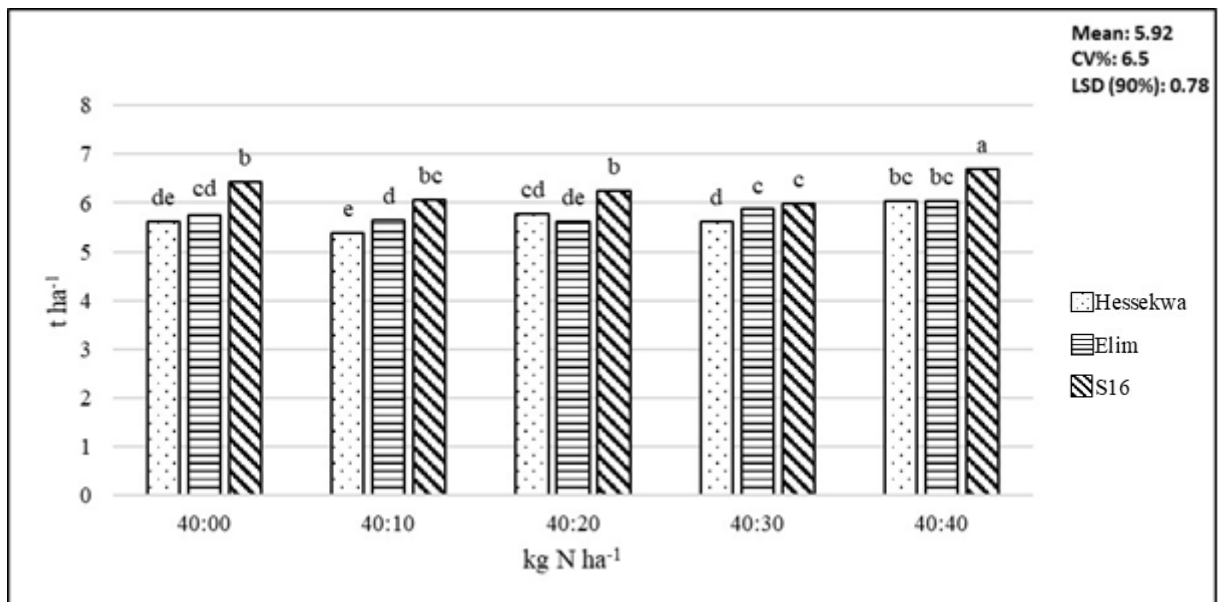 Mean: 5.92
CV%: 6.5
LSD (90%): 0.78
8
7
6
5
4
3
2
1
0
t ha⁻¹
de cd b
e d bc
cd de b
d c c
bc bc a
40:00 40:10 40:20 40:30 40:40
kg N ha⁻¹
Hessekwa
Elim
S16